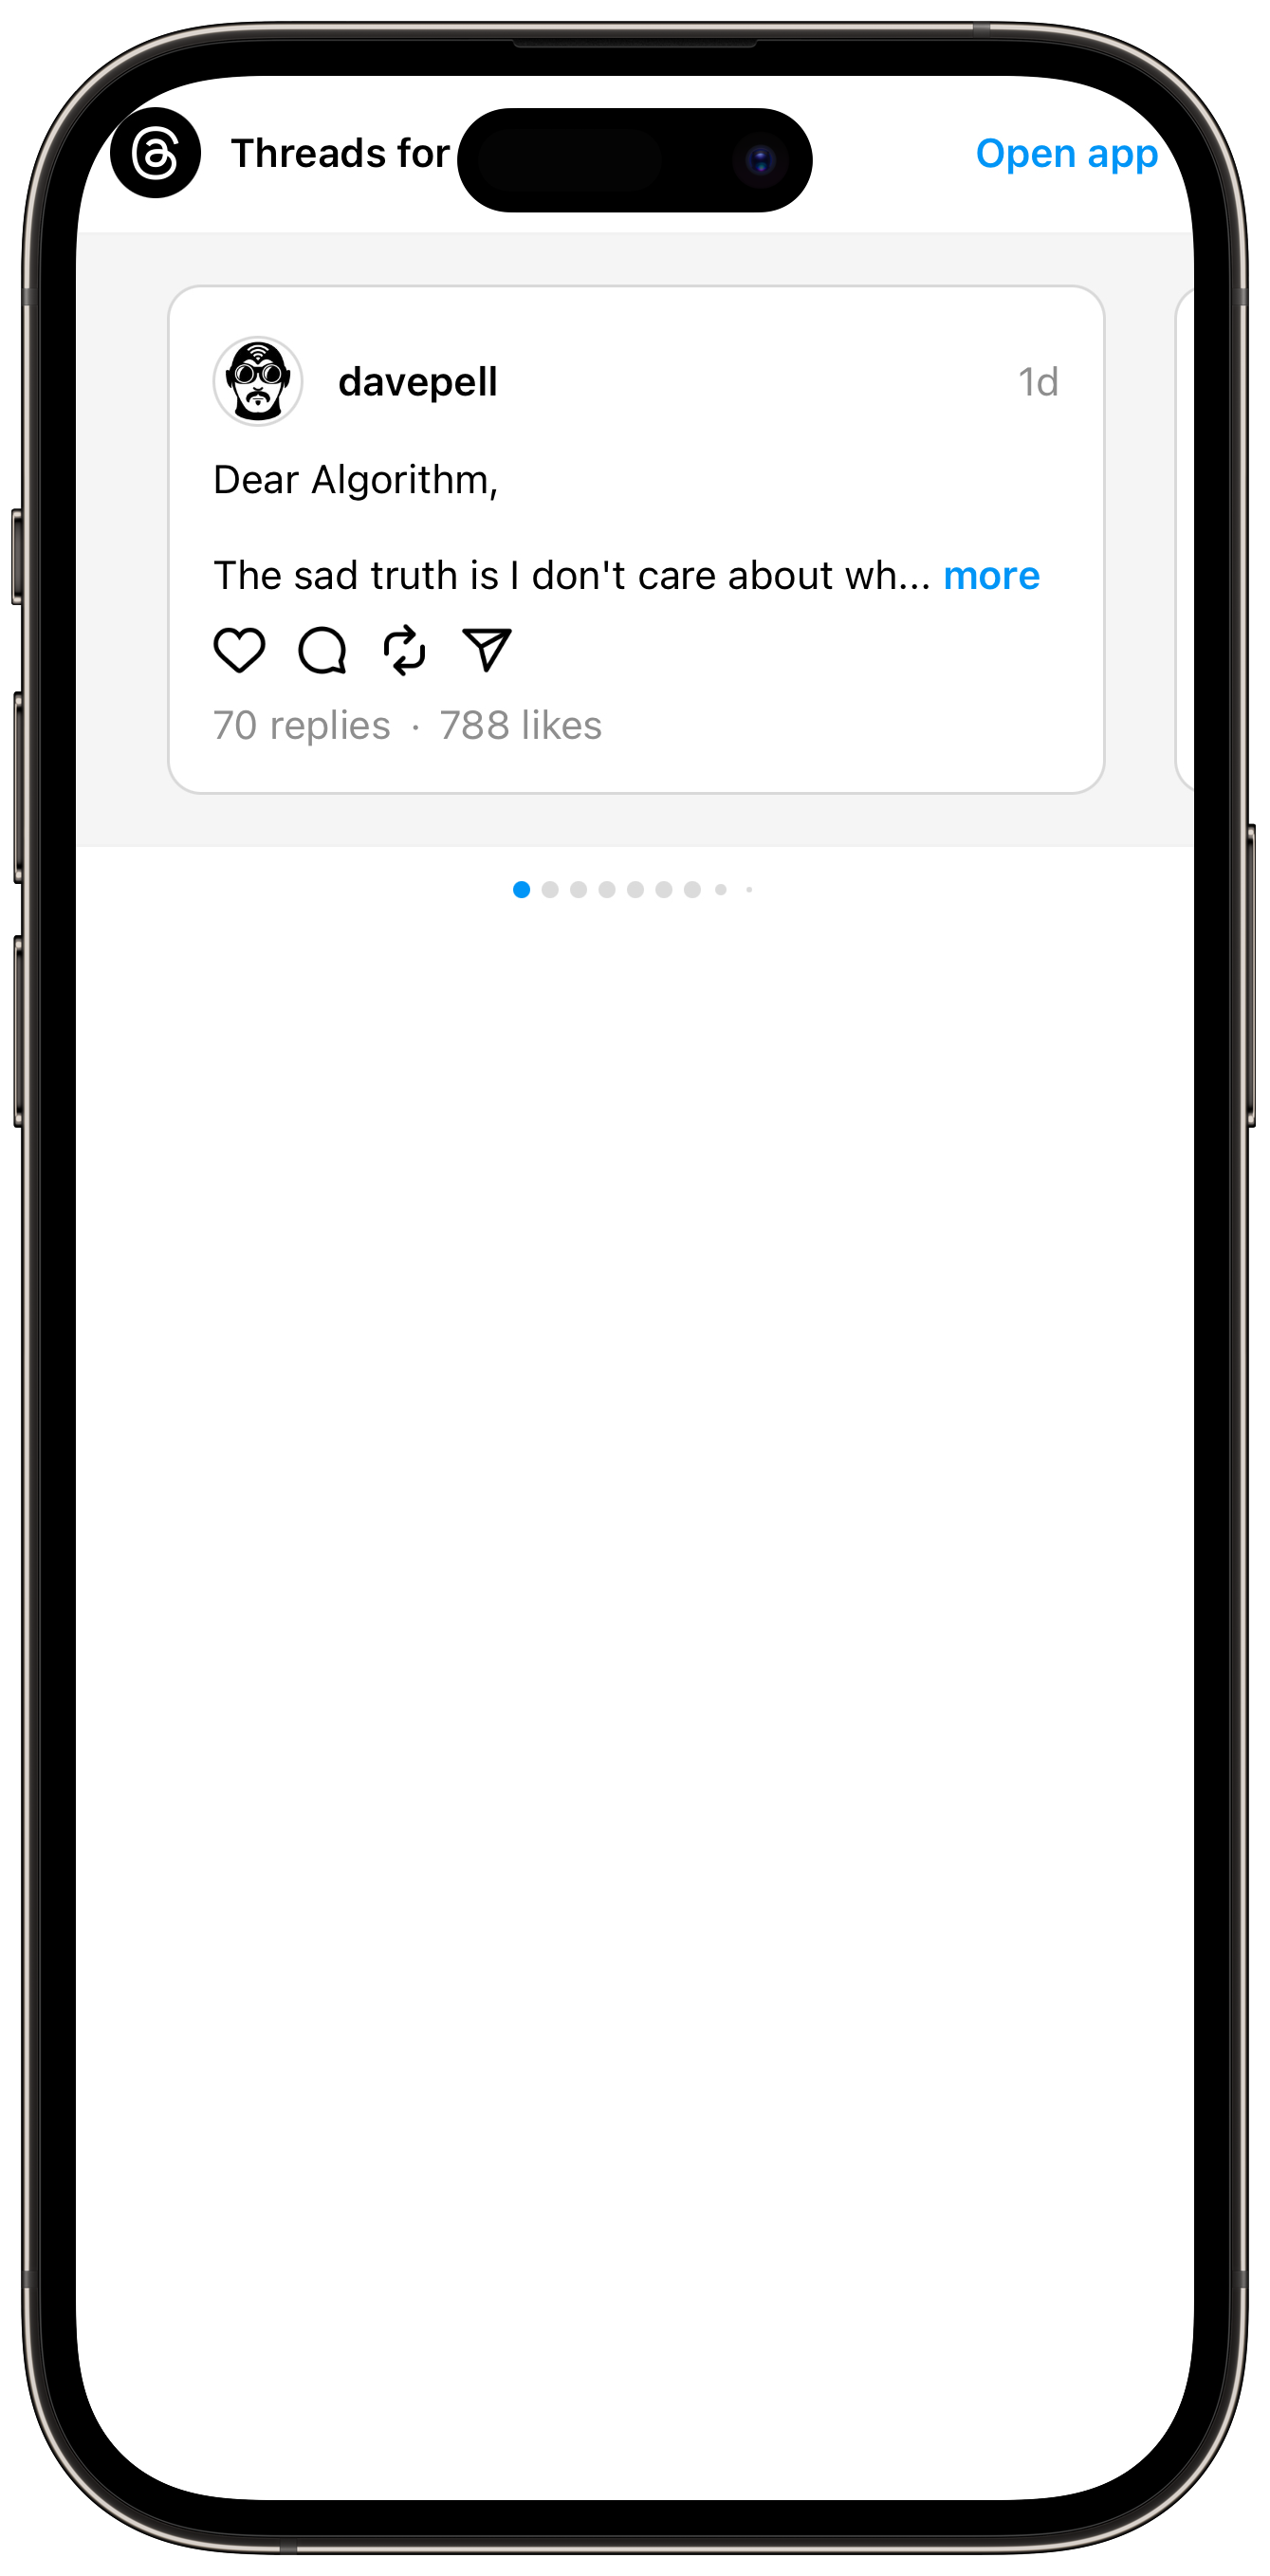 Threads for
Open app
davepell
1d
Dear Algorithm,
The sad truth is I don't care about wh... more
70 replies · 788 likes